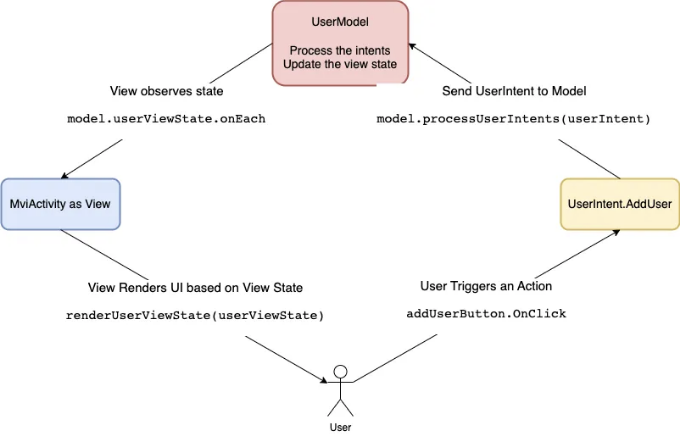 UserModel
Process the intents
Update the view state
View observes state
model.userViewState.onEach
Send UserIntent to Model
model.processUserIntents(userIntent)
MviActivity as View
UserIntent.AddUser
View Renders UI based on View State
renderUserViewState(userViewState)
User Triggers an Action
addUserButton.OnClick
User